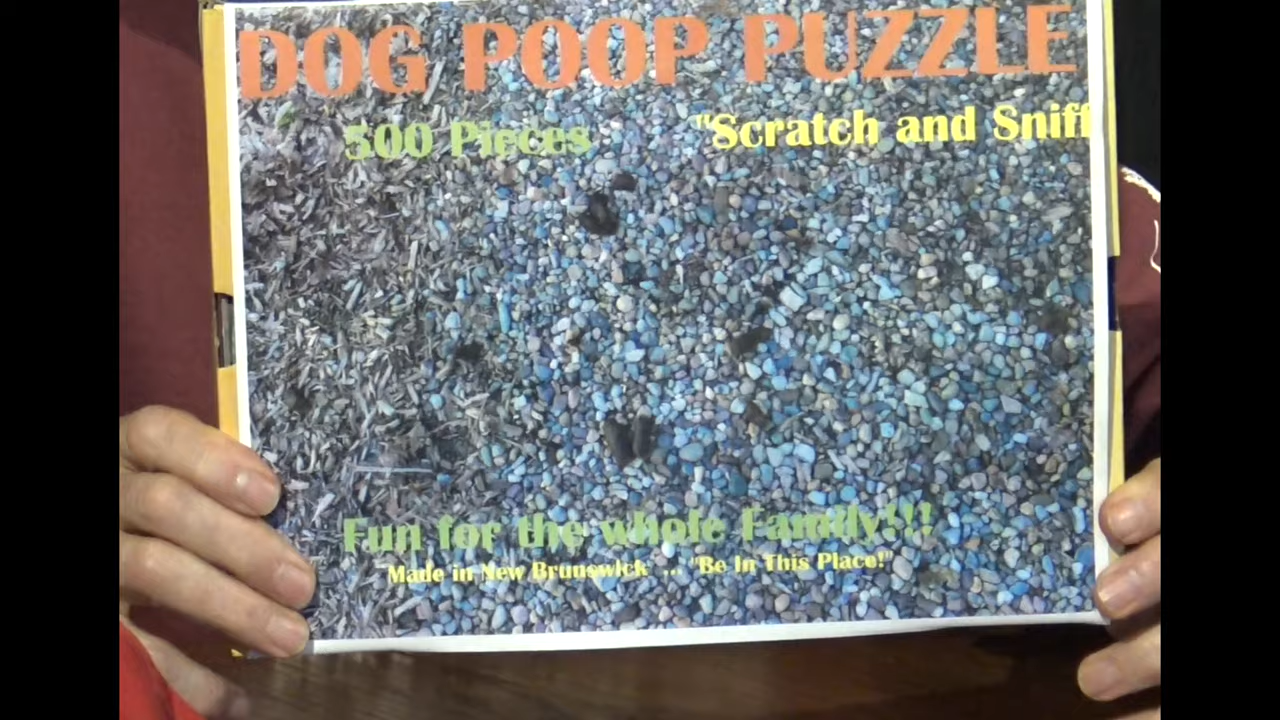 DOG POOP PUZZLE
500 Pieces "Scratch and Sniff
Fun for the whole Family!!!
Made in New Brunswick ... "Be In This Place!"